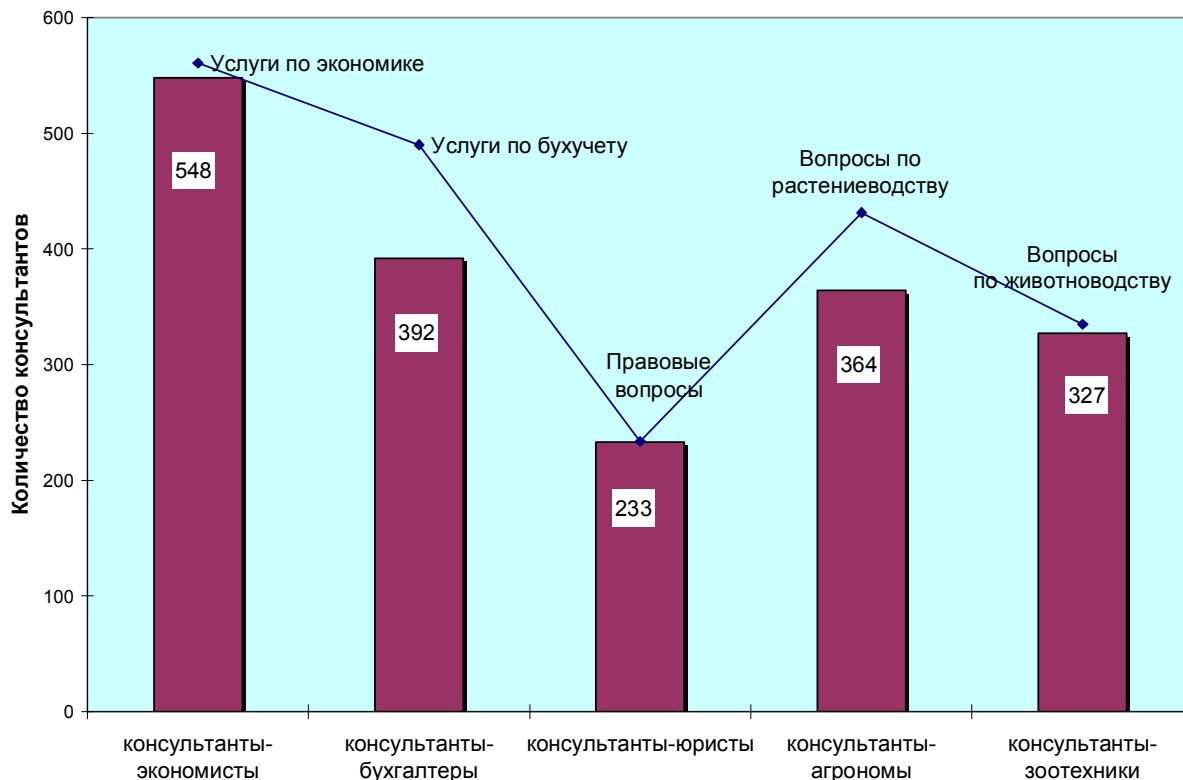 600
500
400
300
200
100
0
Количество консультантов
Услуги по экономике
Услуги по бухучету
Правовые
вопросы
Вопросы по
растениеводству
Вопросы
по животноводству
548
392
233
364
327
консультанты-
экономисты
консультанты-
бухгалтеры
консультанты-юристы
консультанты-
агрономы
консультанты-
зоотехники